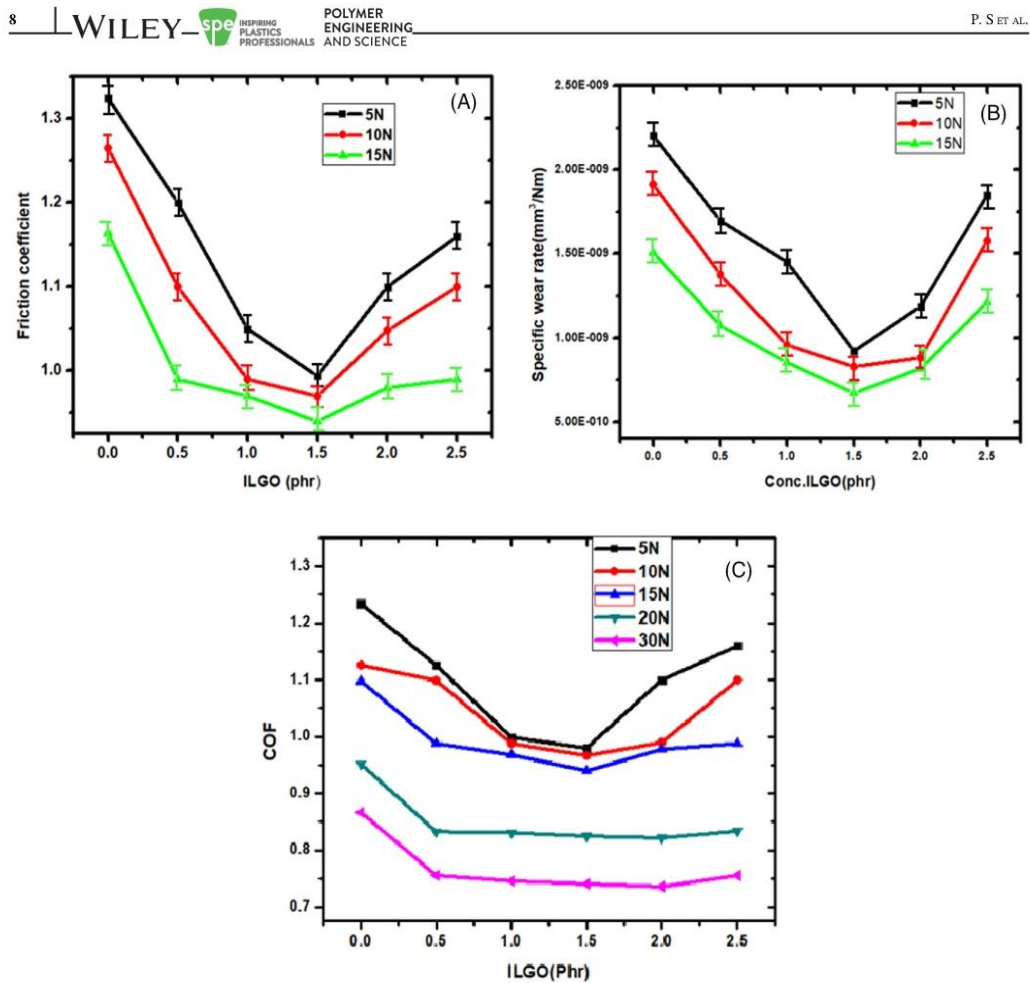 8
WILEY
spe
INSPIRING
PLASTICS
PROFESSIONALS
POLYMER
ENGINEERING
AND SCIENCE
P. S ET AL.
(A)
5N
10N
15N
Friction coefficient
1.3
1.2
1.1
1.0
0.0 0.5 1.0 1.5 2.0 2.5
ILGO (phr)
(B)
5N
10N
15N
Specific wear rate(mm³/Nm)
2.50E-009
2.00E-009
1.50E-009
1.00E-009
5.00E-010
0.0 0.5 1.0 1.5 2.0 2.5
Conc.ILGO(phr)
(C)
5N
10N
15N
20N
30N
COF
1.3
1.2
1.1
1.0
0.9
0.8
0.7
0.0 0.5 1.0 1.5 2.0 2.5
ILGO(Phr)